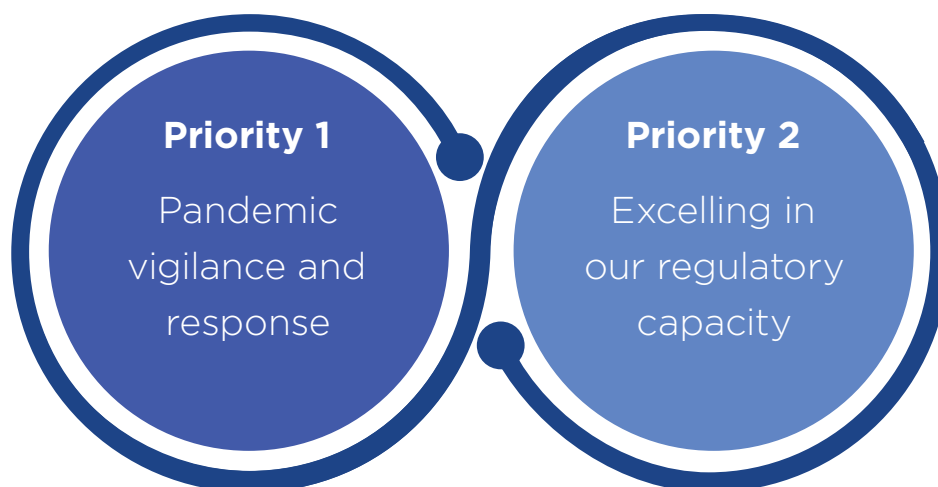 Priority 1
Pandemic
vigilance and
response
Priority 2
Excelling in
our regulatory
capacity